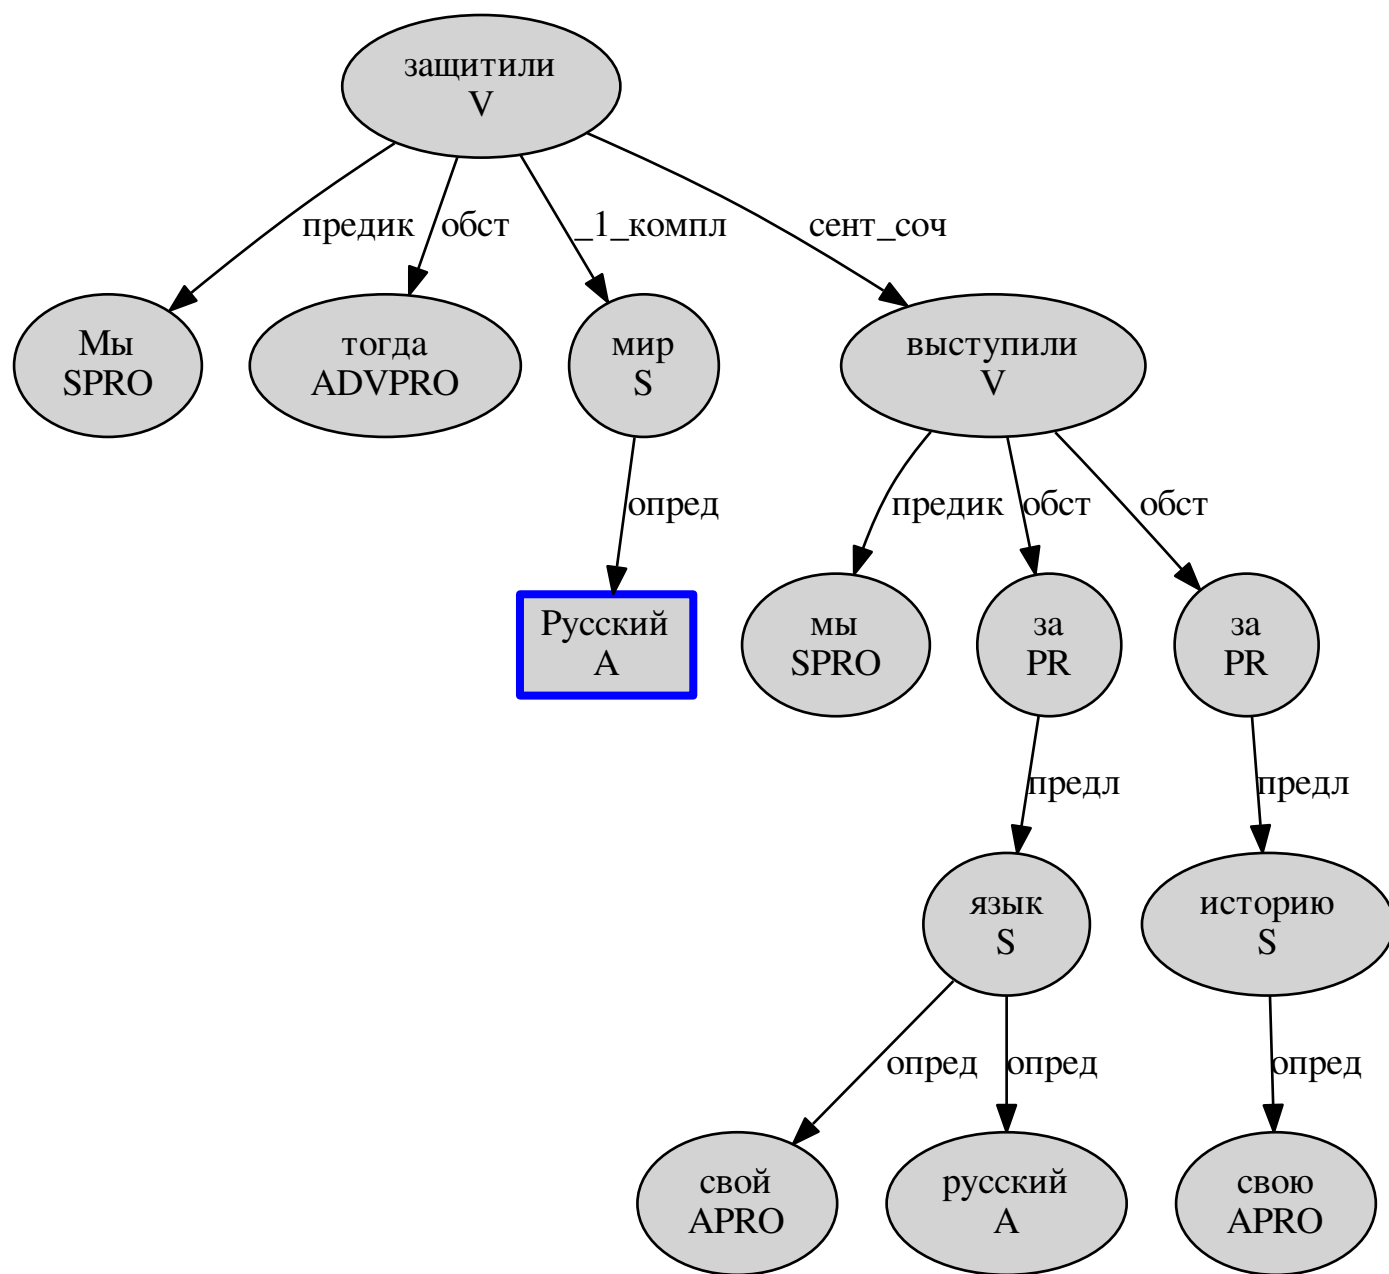 защитили
V
предик
обст
_1_компл
сент_соч
Мы
SPRO
тогда
ADVPRO
мир
S
выступили
V
опред
предик
обст
обст
Русский
A
мы
SPRO
за
PR
за
PR
предл
предл
язык
S
историю
S
опред
опред
опред
свой
APRO
русский
A
свою
APRO